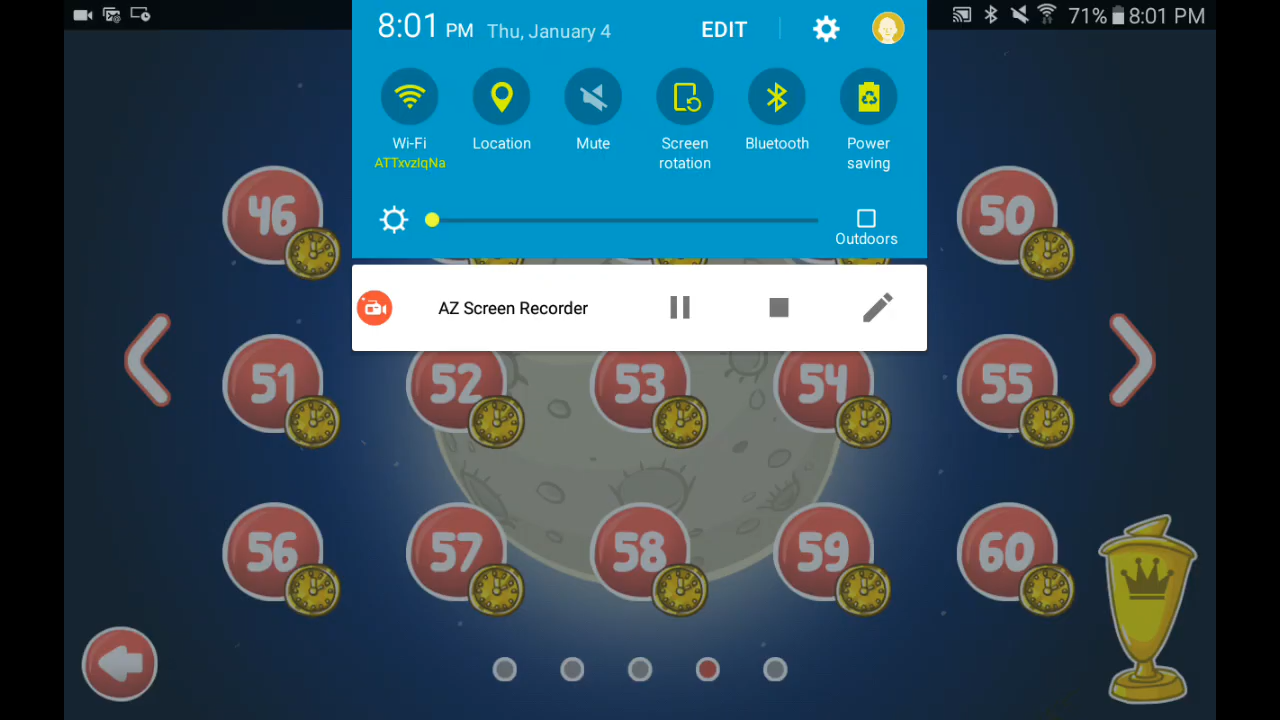 8:01 PM Thu, January 4 EDIT
71% 8:01 PM
Wi-Fi
ATTxvzIqNa
Location
Mute
Screen
rotation
Bluetooth
Power
saving
Outdoors
AZ Screen Recorder
46
50
51
52
53
54
55
56
57
58
59
60